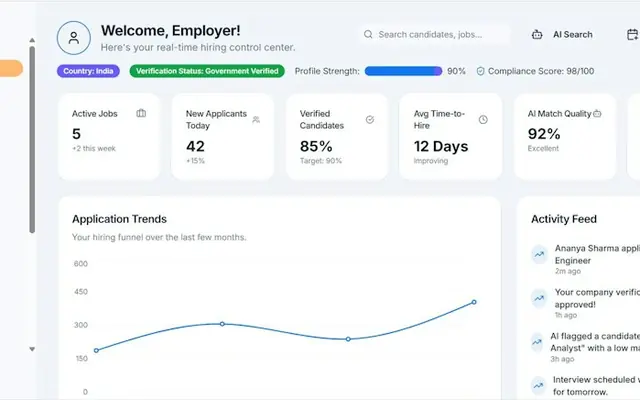 Welcome, Employer!
Here's your real-time hiring control center.
Search candidates, jobs...
AI Search
Country: India
Verification Status: Government Verified
Profile Strength:
90%
Compliance Score: 98/100
Active Jobs
5
+2 this week
New Applicants
Today
42
+15%
Verified
Candidates
85%
Target: 90%
Avg Time-to-
Hire
12 Days
Improving
AI Match Quality
92%
Excellent
Application Trends
Your hiring funnel over the last few months.
600
450
300
150
0
Activity Feed
Ananya Sharma appli
Engineer
2m ago
Your company verific
approved!
1h ago
AI flagged a candidate
Analyst" with a low ma
3h ago
Interview scheduled w
for tomorrow.